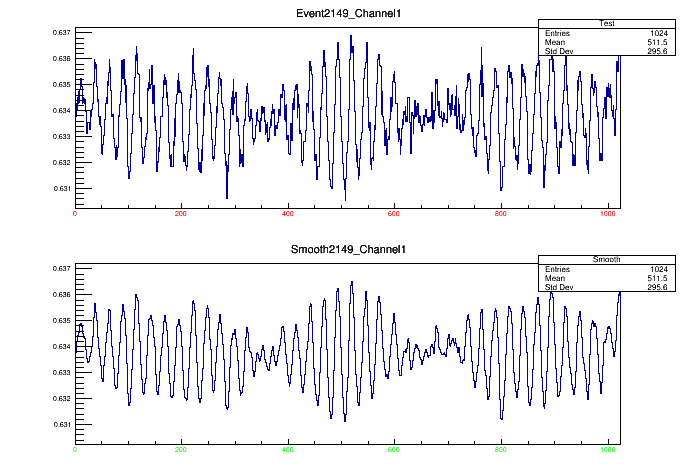 Event2149_Channel1
Test
Entries 1024
Mean 511.5
Std Dev 295.6
0.637
0.636
0.635
0.634
0.633
0.632
0.631
0 200 400 600 800 1000
Smooth2149_Channel1
Smooth
Entries 1024
Mean 511.5
Std Dev 295.6
0.637
0.636
0.635
0.634
0.633
0.632
0.631
0 200 400 600 800 1000